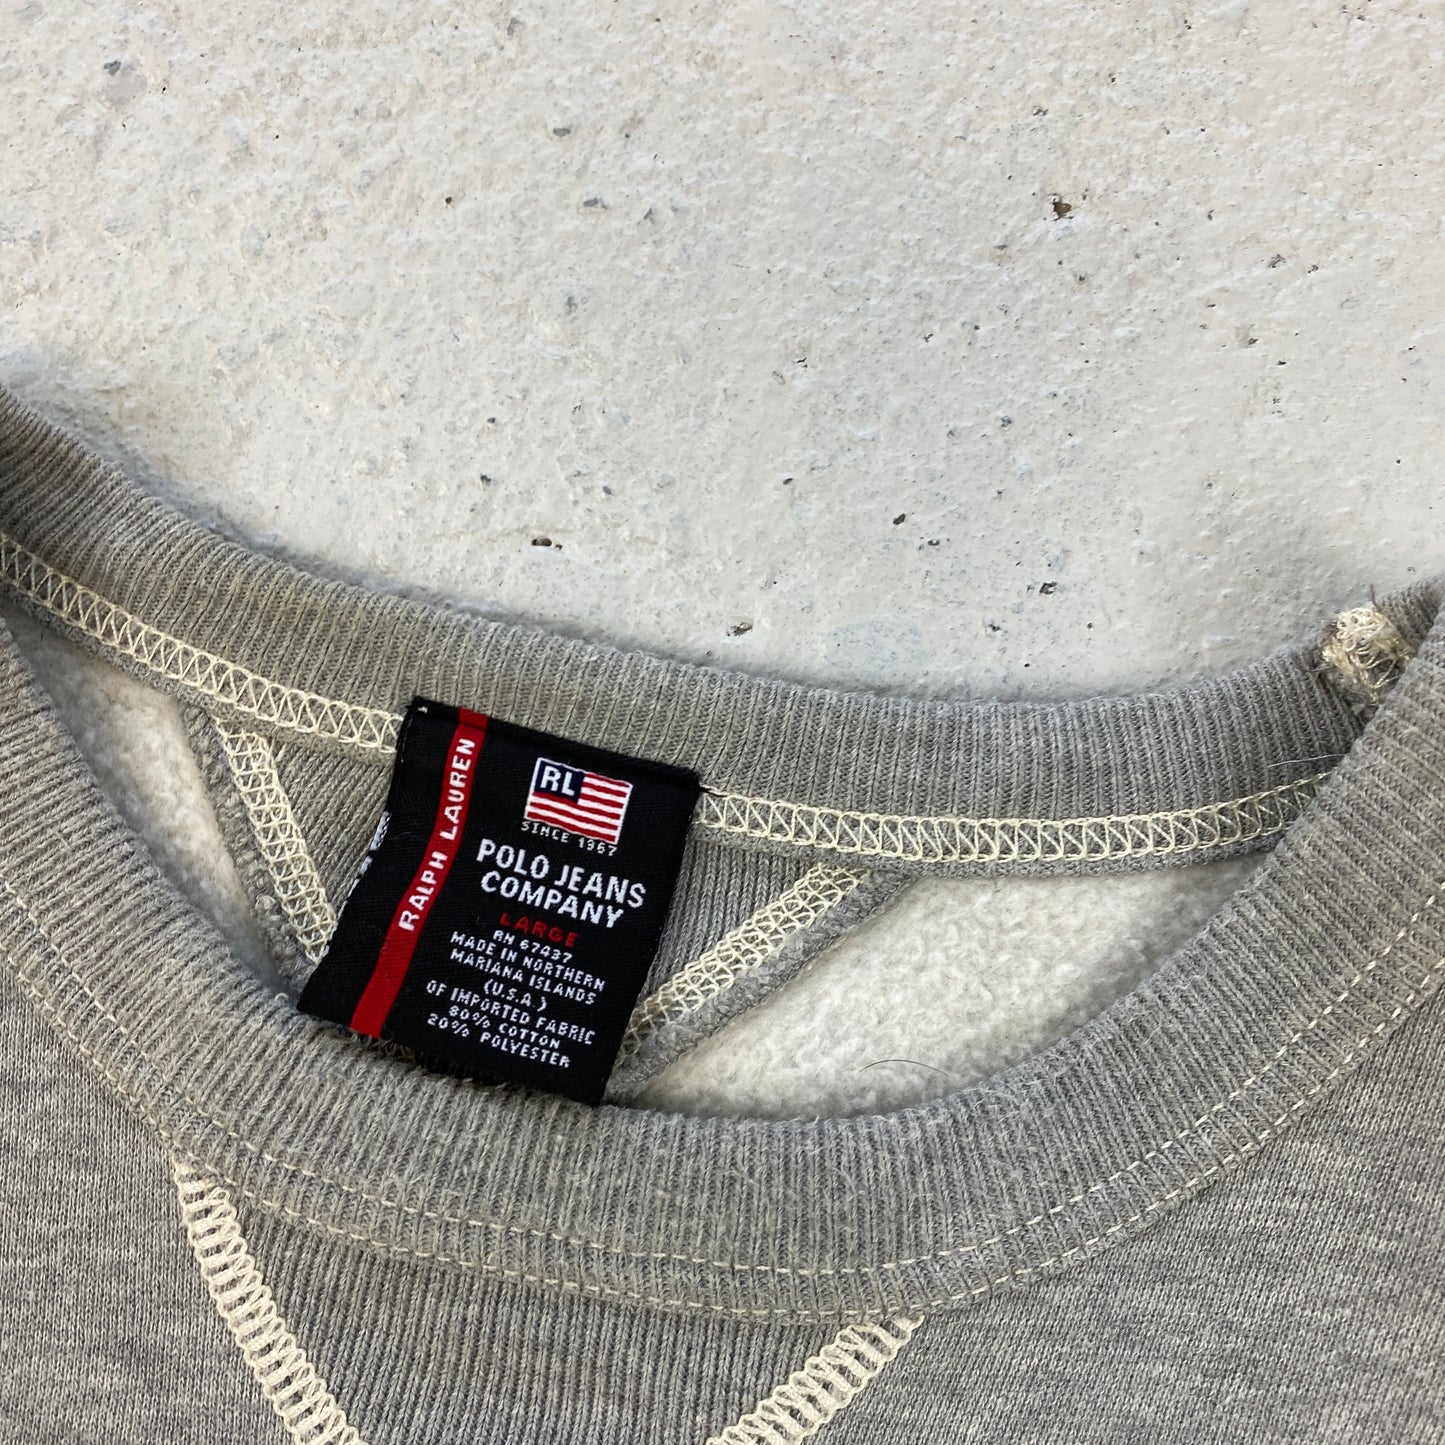 RALPH LAUREN
RL
SINCE 1967
POLO JEANS
COMPANY
LARGE
RN 67437
MADE IN NORTHERN
MARIANA ISLANDS
(U.S.A.)
OF IMPORTED FABRIC
80% COTTON
20% POLYESTER